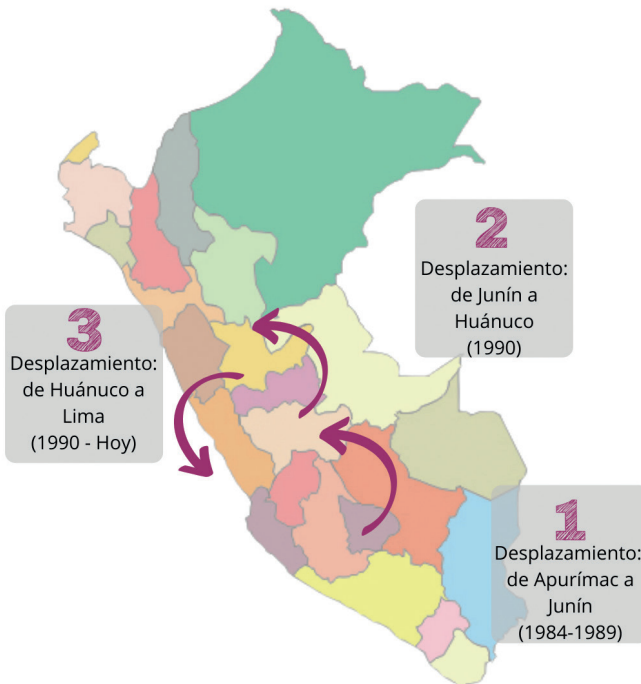 1
Desplazamiento:
de Apurímac a
Junín
(1984-1989)
2
Desplazamiento:
de Junín a
Huánuco
(1990)
3
Desplazamiento:
de Huánuco a
Lima
(1990 - Hoy)